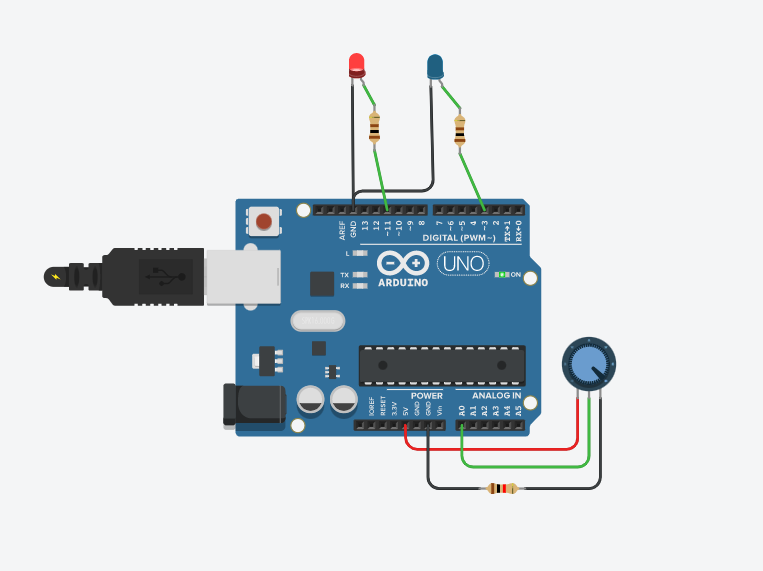 AREF
GND
13
12
~11
~10
~9
8
7
~6
~5
4
~3
2
TX→1
RX←0
DIGITAL (PWM~)
L
TX
RX
UNO
ARDUINO
ON
POWER
ANALOG IN
IOREF
RESET
3.3V
5V
GND
GND
Vin
A0
A1
A2
A3
A4
A5